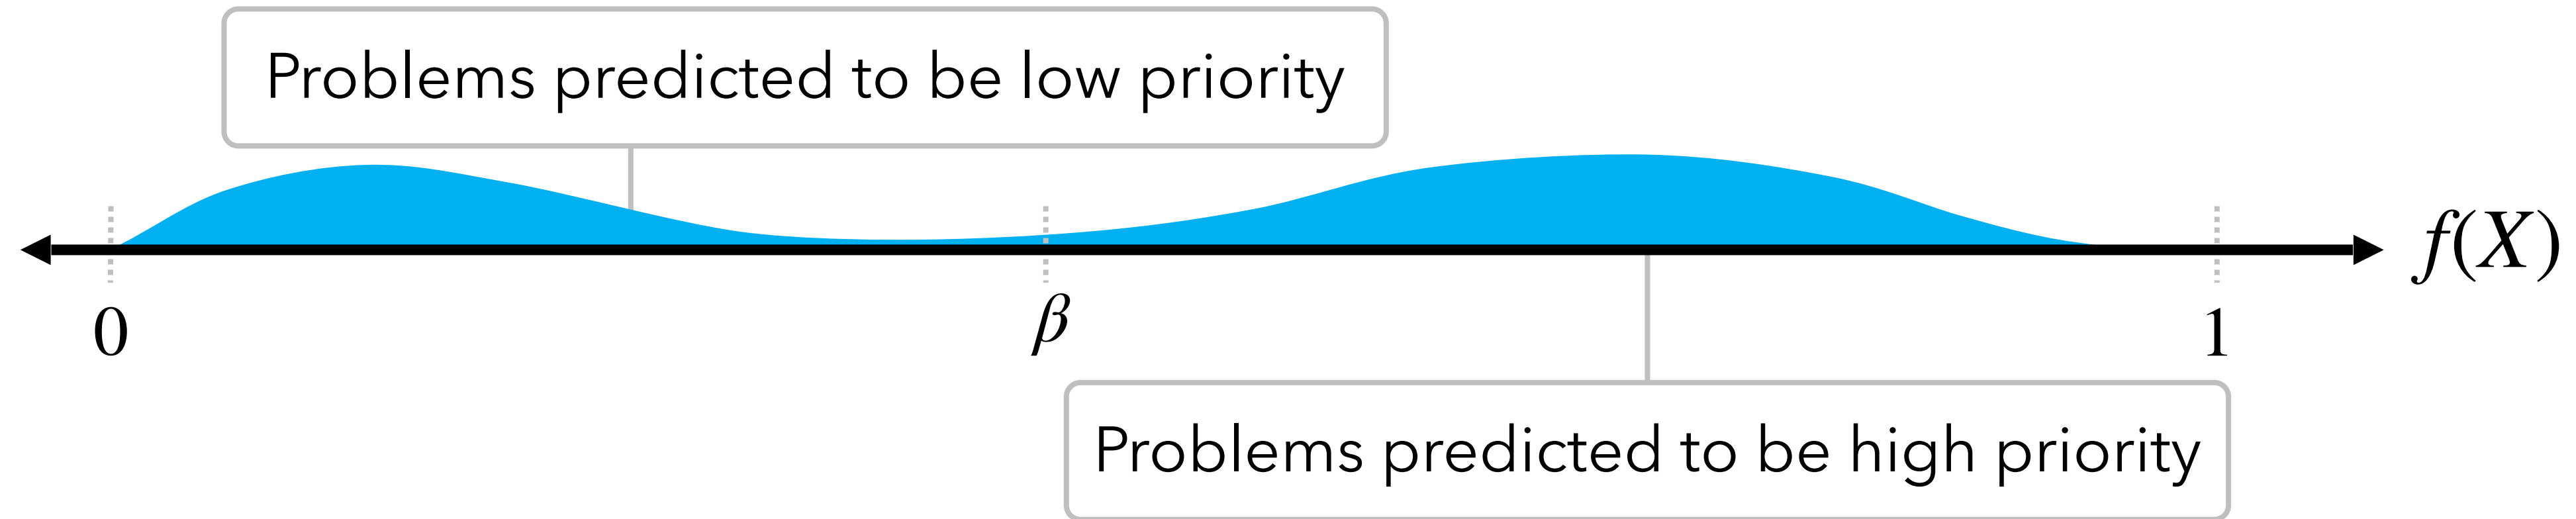 Problems predicted to be low priority
f(X)
0
β
1
Problems predicted to be high priority